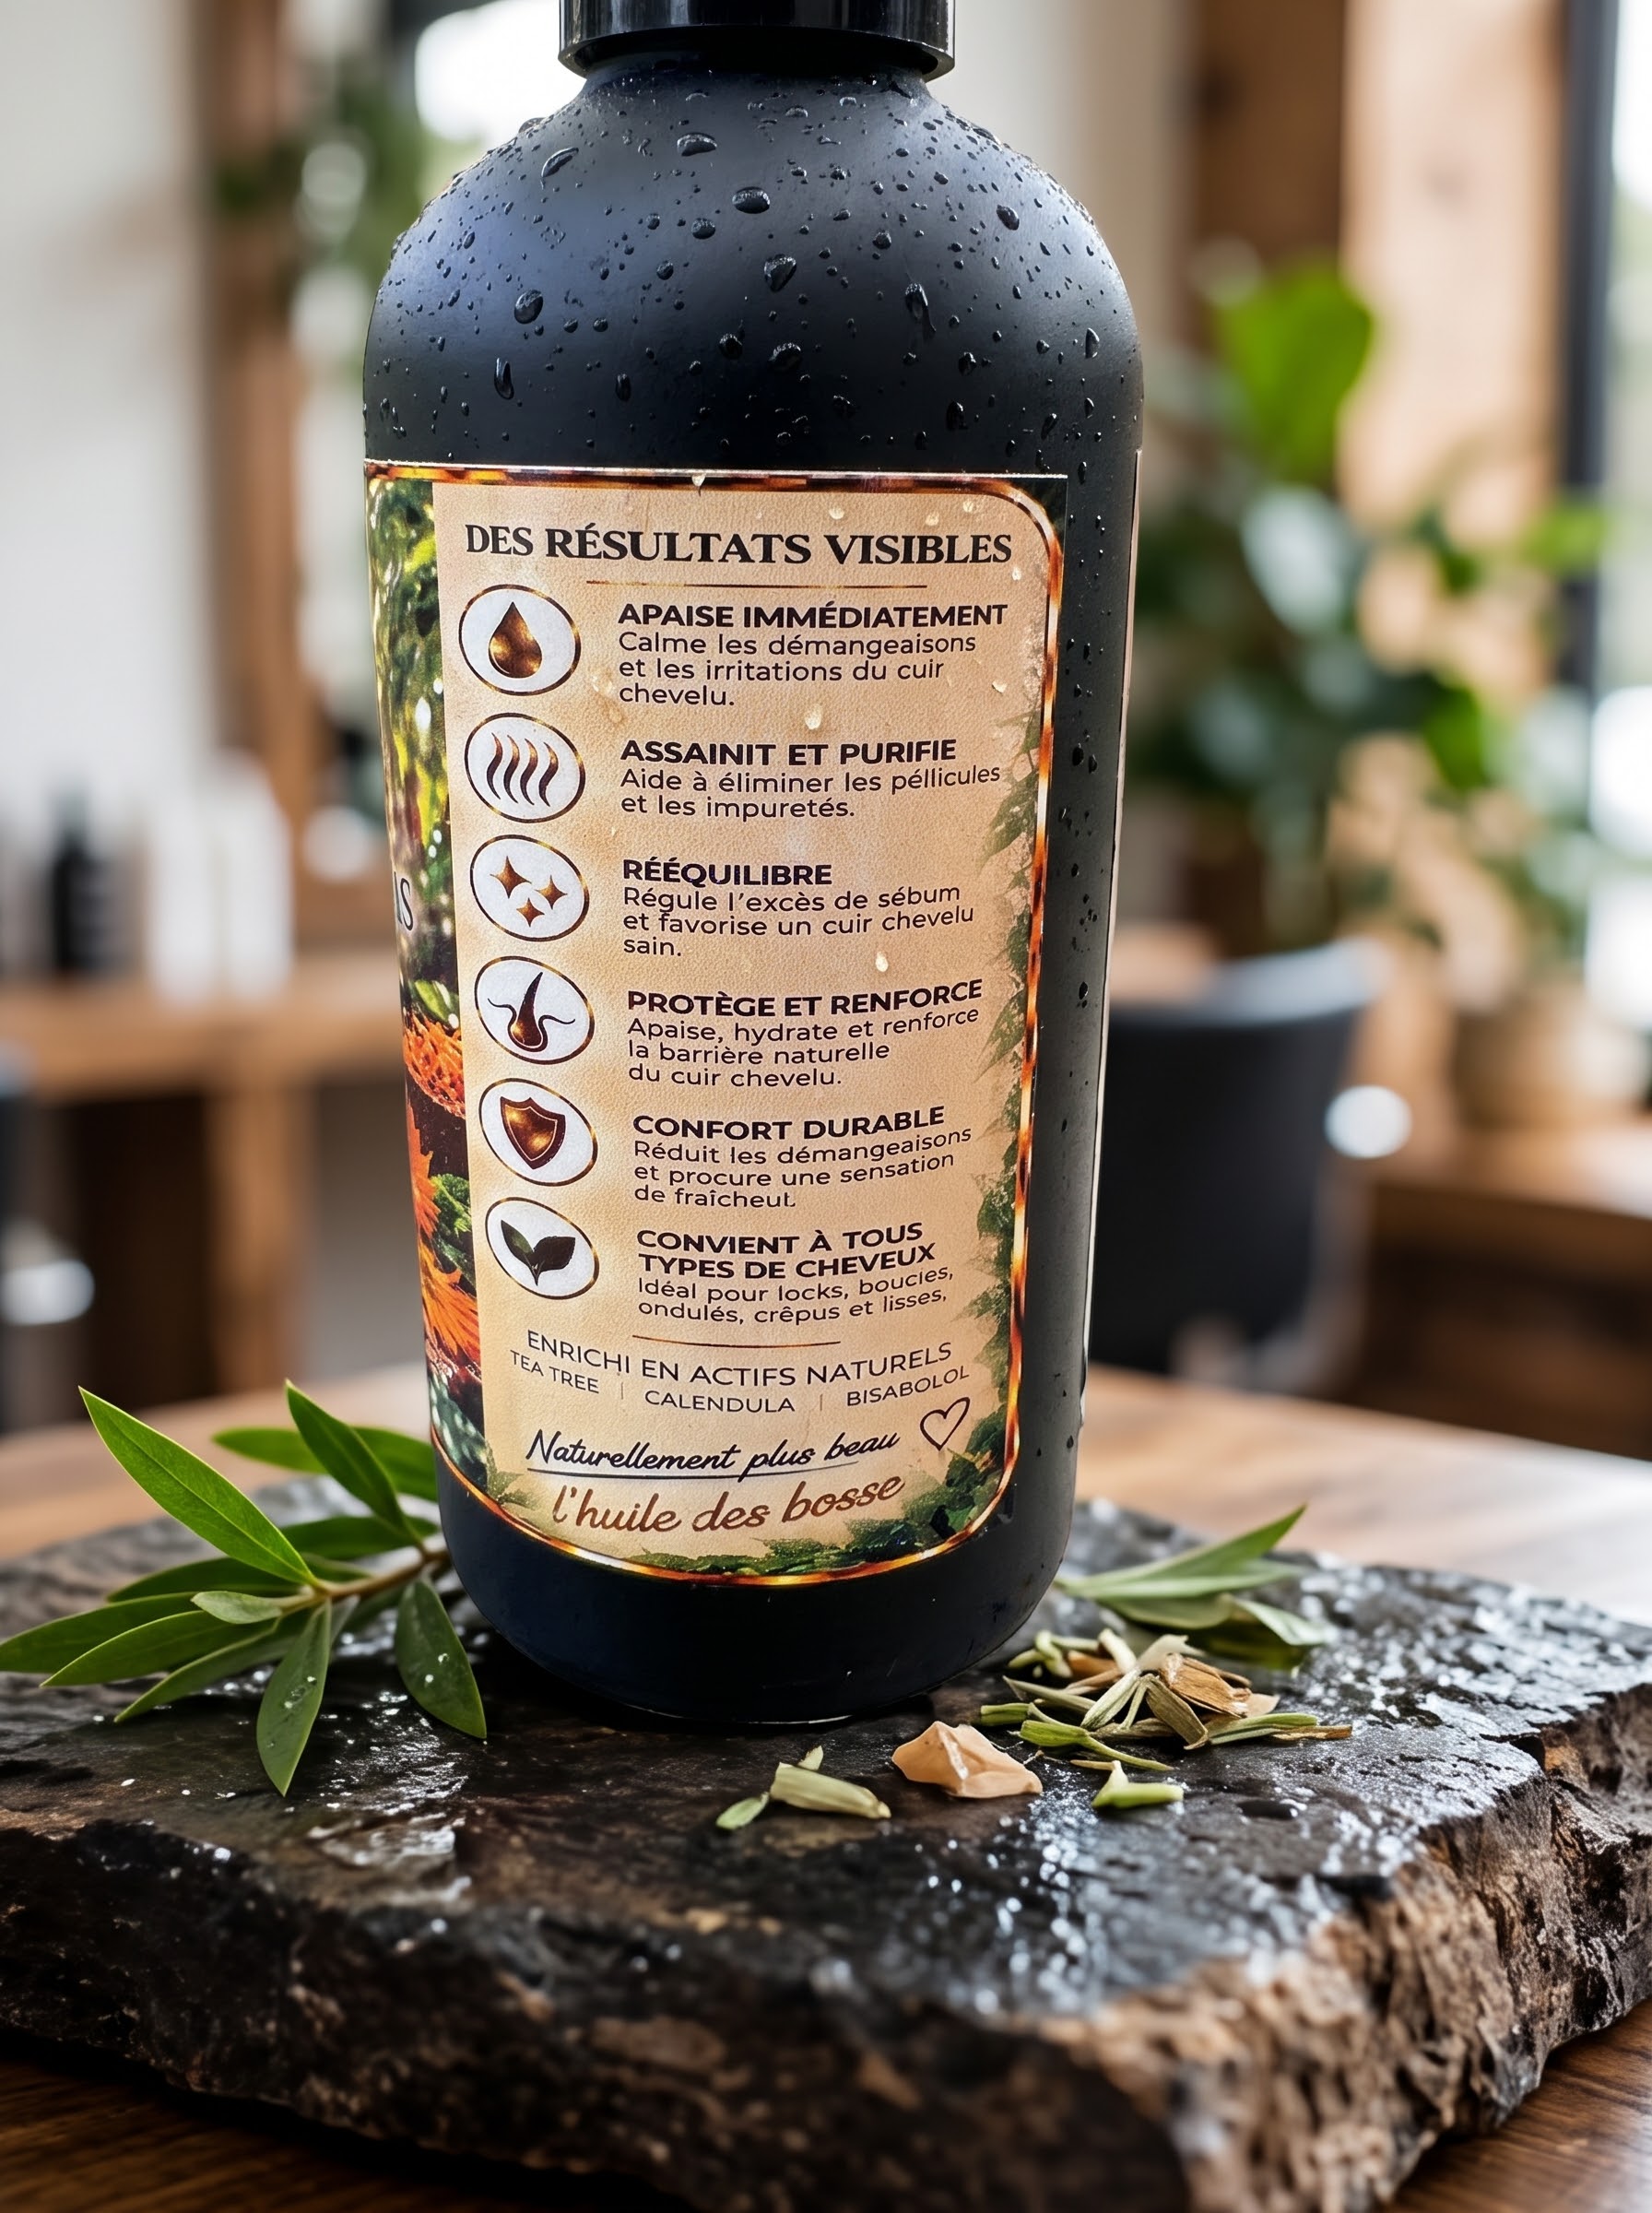 DES RÉSULTATS VISIBLES
APAISE IMMÉDIATEMENT
Calme les démangeaisons
et les irritations du cuir
chevelu.
ASSAINIT ET PURIFIE
Aide à éliminer les péllicules
et les impuretés.
RÉÉQUILIBRE
Régule l'excès de sébum
et favorise un cuir chevelu
sain.
PROTÈGE ET RENFORCE
Apaise, hydrate et renforce
la barrière naturelle
du cuir chevelu.
CONFORT DURABLE
Réduit les démangeaisons
et procure une sensation
de fraîcheut.
CONVIENT À TOUS
TYPES DE CHEVEUX
Idéal pour locks, boucles,
ondulés, crêpus et lisses,
ENRICHI EN ACTIFS NATURELS
TEA TREE | CALENDULA | BISABOLOL
Naturellement plus beau
l'huile des bosse